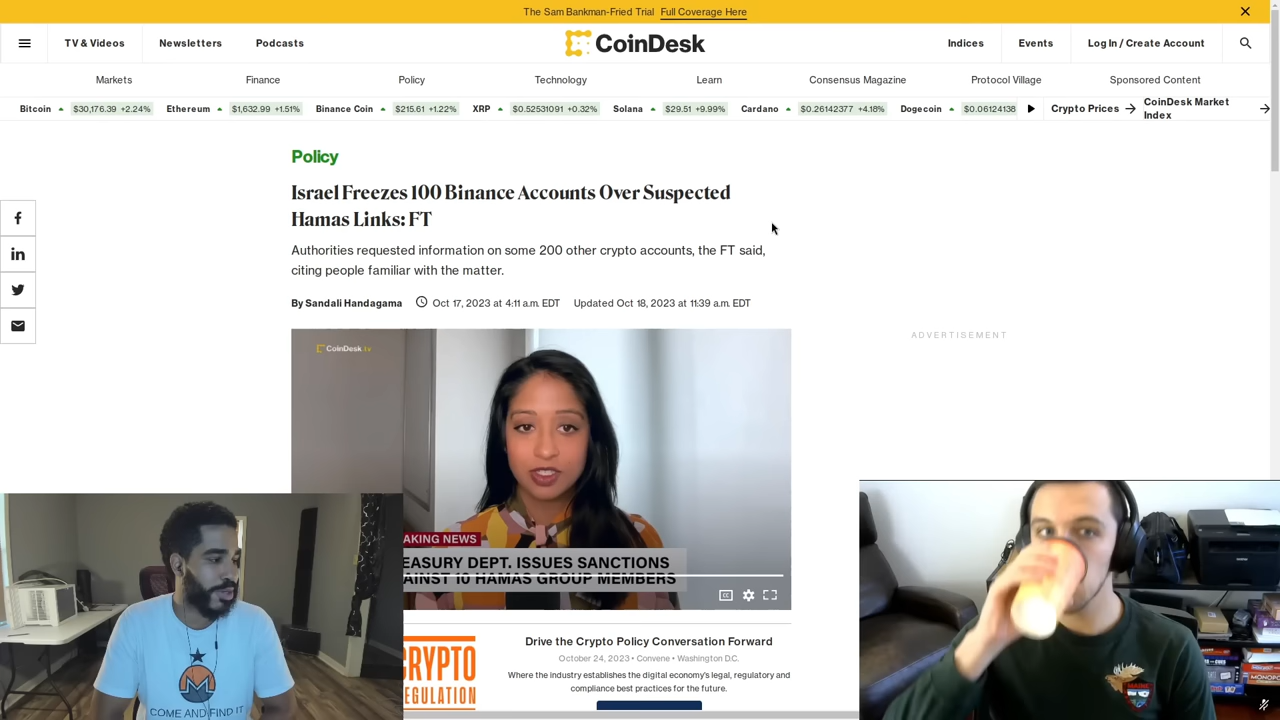 The Sam Bankman-Fried Trial Full Coverage Here
TV & Videos Newsletters Podcasts CoinDesk Indices Events Log In / Create Account
Markets Finance Policy Technology Learn Consensus Magazine Protocol Village Sponsored Content
Bitcoin $30,176.39 +2.24% Ethereum $1,632.99 +1.51% Binance Coin $215.61 +1.22% XRP $0.52531091 +0.32% Solana $29.51 +9.99% Cardano $0.26142377 +4.18% Dogecoin $0.06124138 Crypto Prices CoinDesk Market
Index
Policy
Israel Freezes 100 Binance Accounts Over Suspected
Hamas Links: FT
Authorities requested information on some 200 other crypto accounts, the FT said,
citing people familiar with the matter.
By Sandali Handagama Oct 17, 2023 at 4:11 a.m. EDT Updated Oct 18, 2023 at 11:39 a.m. EDT
ADVERTISEMENT
CoinDesk tv
AKING NEWS
EASURY DEPT. ISSUES SANCTIONS
AINST 10 HAMAS GROUP MEMBERS
CC
CRYPTO
EGULATION
Drive the Crypto Policy Conversation Forward
October 24, 2023 • Convene • Washington D.C.
Where the industry establishes the digital economy's legal, regulatory and
compliance best practices for the future.
COME AND FIND IT
MAINE
MONOPO